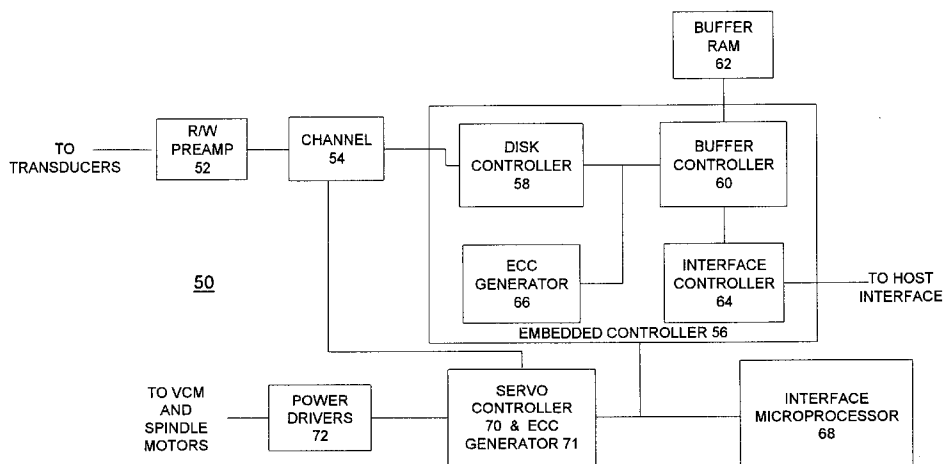 BUFFER
RAM
62
TO
TRANSDUCERS
R/W
PREAMP
52
CHANNEL
54
DISK
CONTROLLER
58
BUFFER
CONTROLLER
60
50
ECC
GENERATOR
66
INTERFACE
CONTROLLER
64
TO HOST
INTERFACE
EMBEDDED CONTROLLER 56
TO VCM
AND
SPINDLE
MOTORS
POWER
DRIVERS
72
SERVO
CONTROLLER
70 & ECC
GENERATOR 71
INTERFACE
MICROPROCESSOR
68